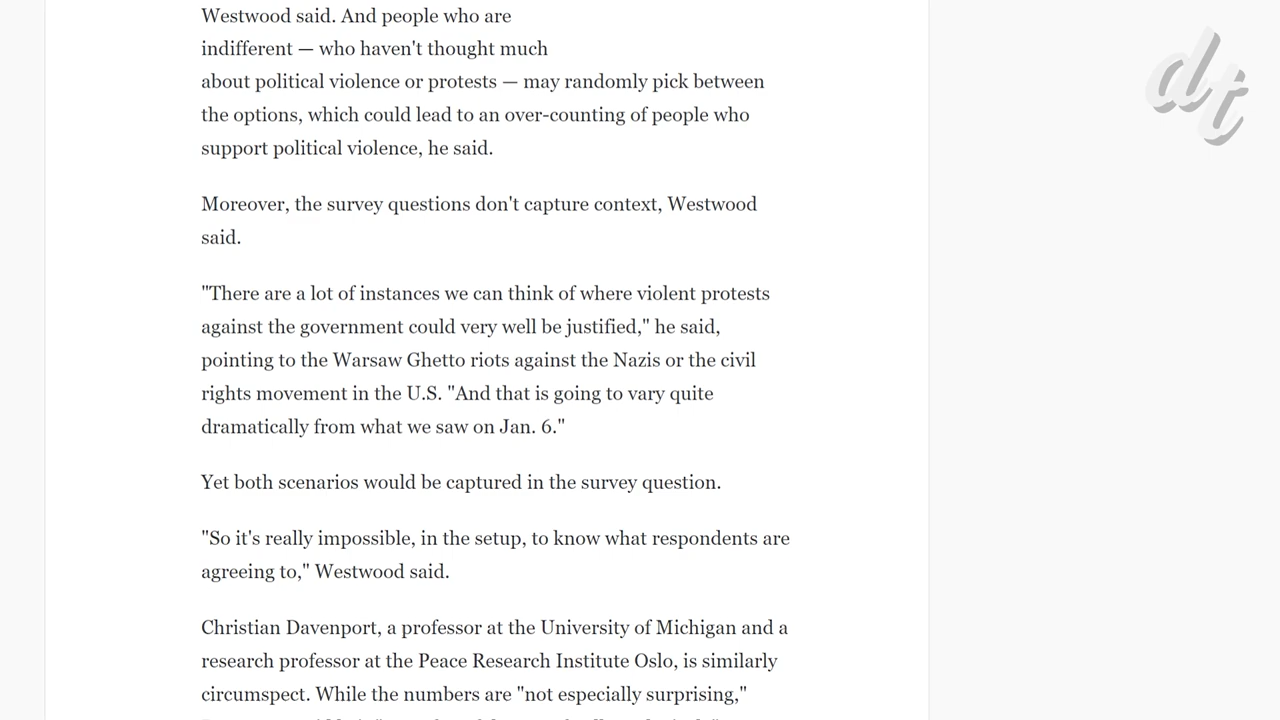 Westwood said. And people who are
indifferent — who haven't thought much
about political violence or protests — may randomly pick between
the options, which could lead to an over-counting of people who
support political violence, he said.
Moreover, the survey questions don't capture context, Westwood
said.
"There are a lot of instances we can think of where violent protests
against the government could very well be justified," he said,
pointing to the Warsaw Ghetto riots against the Nazis or the civil
rights movement in the U.S. "And that is going to vary quite
dramatically from what we saw on Jan. 6."
Yet both scenarios would be captured in the survey question.
"So it's really impossible, in the setup, to know what respondents are
agreeing to," Westwood said.
Christian Davenport, a professor at the University of Michigan and a
research professor at the Peace Research Institute Oslo, is similarly
circumspect. While the numbers are "not especially surprising,"
dt